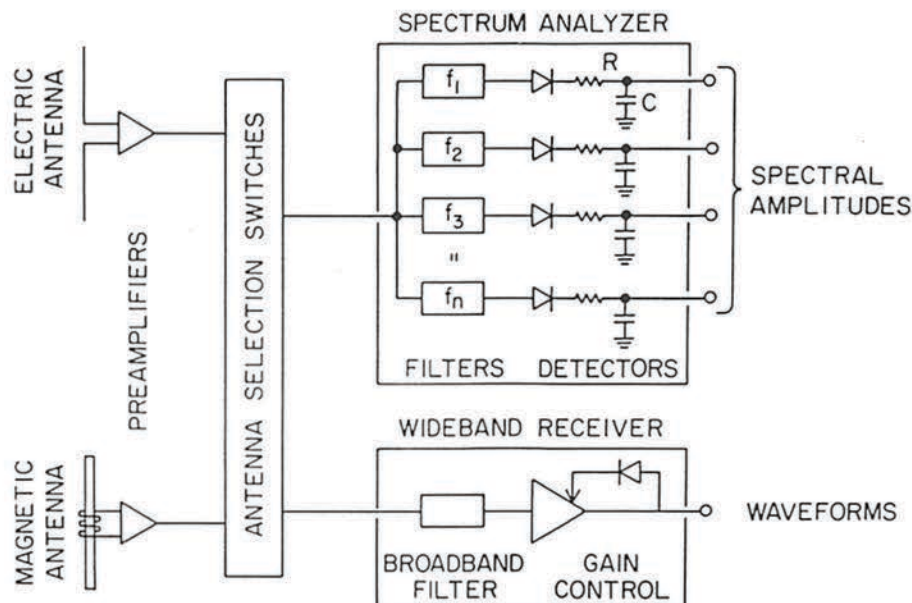 SPECTRUM ANALYZER
ELECTRIC
ANTENNA
PREAMPLIFIERS
MAGNETIC
ANTENNA
ANTENNA SELECTION SWITCHES
f1
R
C
f2
f3
"
fn
FILTERS
DETECTORS
SPECTRAL
AMPLITUDES
WIDEBAND RECEIVER
BROADBAND
FILTER
GAIN
CONTROL
WAVEFORMS